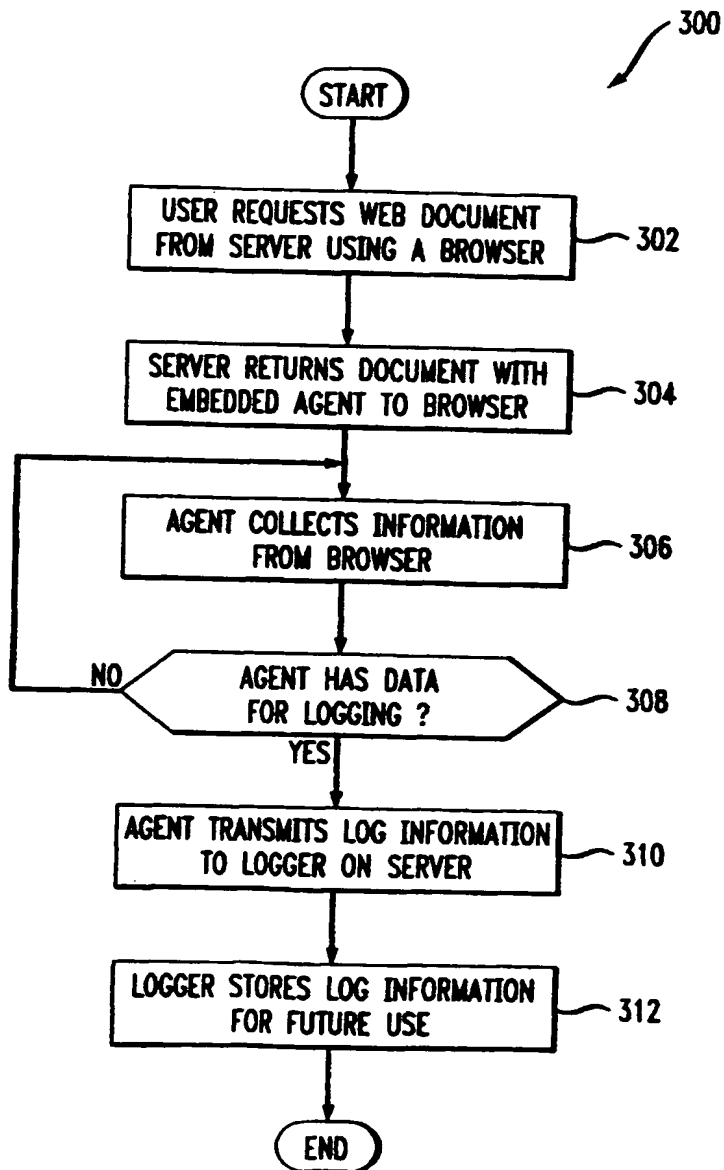 300
START
USER REQUESTS WEB DOCUMENT
FROM SERVER USING A BROWSER
302
SERVER RETURNS DOCUMENT WITH
EMBEDDED AGENT TO BROWSER
304
AGENT COLLECTS INFORMATION
FROM BROWSER
306
NO
AGENT HAS DATA
FOR LOGGING ?
308
YES
AGENT TRANSMITS LOG INFORMATION
TO LOGGER ON SERVER
310
LOGGER STORES LOG INFORMATION
FOR FUTURE USE
312
END